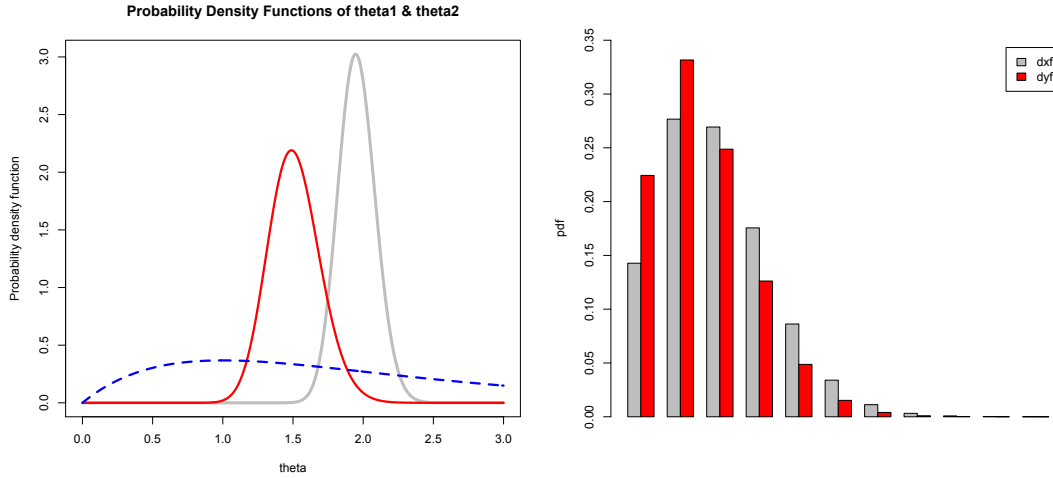 Probability Density Functions of theta1 & theta2
Probability density function
3.0
2.5
2.0
1.5
1.0
0.5
0.0
0.0 0.5 1.0 1.5 2.0 2.5 3.0
theta
pdf
0.35
0.30
0.25
0.20
0.15
0.10
0.05
0.00
dxf
dyf